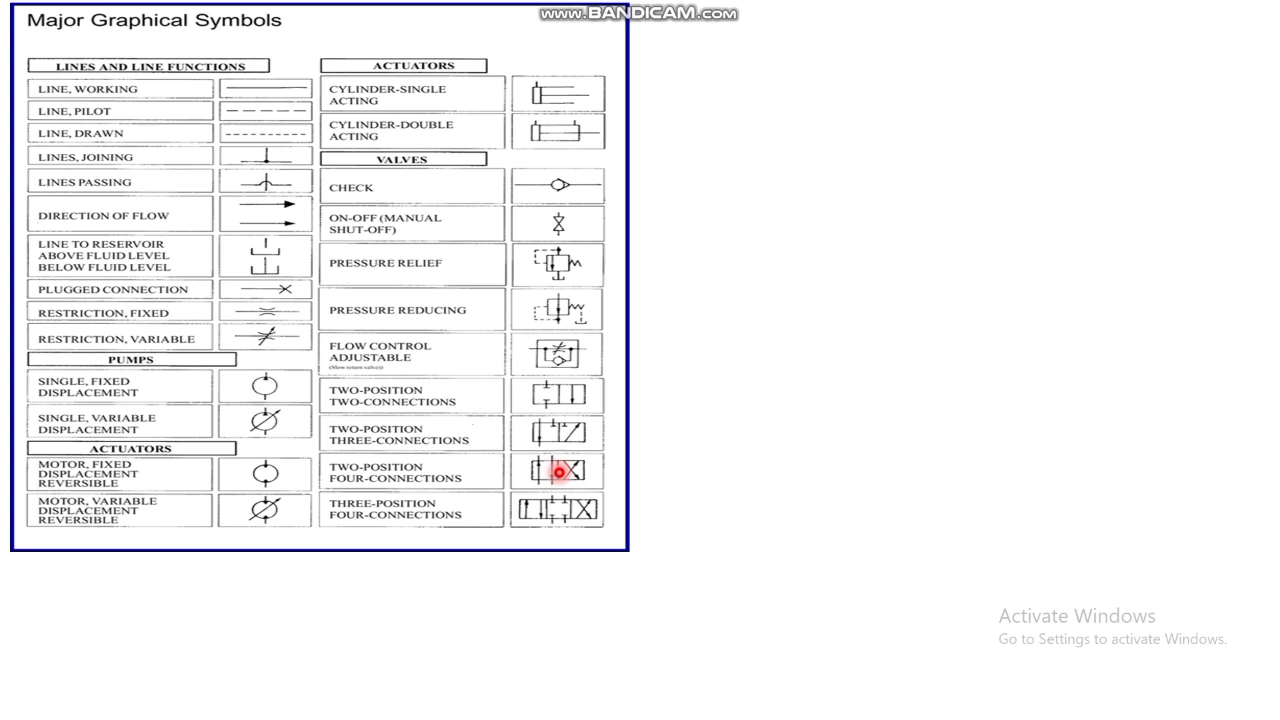 www.BANDICAM.com
Major Graphical Symbols
LINES AND LINE FUNCTIONS
LINE, WORKING
LINE, PILOT
LINE, DRAWN
LINES, JOINING
LINES PASSING
DIRECTION OF FLOW
LINE TO RESERVOIR
ABOVE FLUID LEVEL
BELOW FLUID LEVEL
PLUGGED CONNECTION
RESTRICTION, FIXED
RESTRICTION, VARIABLE
PUMPS
SINGLE, FIXED
DISPLACEMENT
SINGLE, VARIABLE
DISPLACEMENT
ACTUATORS
MOTOR, FIXED
DISPLACEMENT
REVERSIBLE
MOTOR, VARIABLE
DISPLACEMENT
REVERSIBLE
ACTUATORS
CYLINDER-SINGLE
ACTING
CYLINDER-DOUBLE
ACTING
VALVES
CHECK
ON-OFF (MANUAL
SHUT-OFF)
PRESSURE RELIEF
PRESSURE REDUCING
FLOW CONTROL
ADJUSTABLE
TWO-POSITION
TWO-CONNECTIONS
TWO-POSITION
THREE-CONNECTIONS
TWO-POSITION
FOUR-CONNECTIONS
THREE-POSITION
FOUR-CONNECTIONS
Activate Windows
Go to Settings to activate Windows.